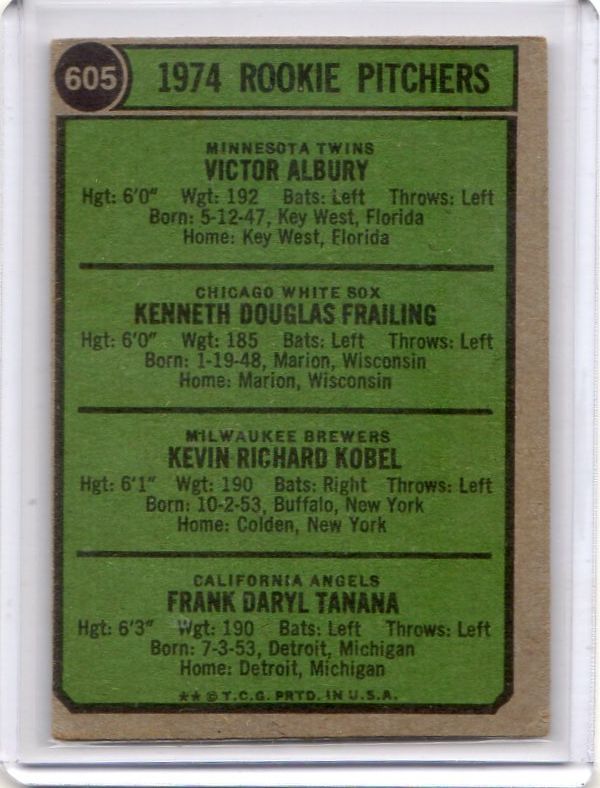 605 1974 ROOKIE PITCHERS
MINNESOTA TWINS
VICTOR ALBURY
Hgt: 6'0" Wgt: 192 Bats: Left Throws: Left
Born: 5-12-47, Key West, Florida
Home: Key West, Florida
CHICAGO WHITE SOX
KENNETH DOUGLAS FRAILING
Hgt: 6'0" Wgt: 185 Bats: Left Throws: Left
Born: 1-19-48, Marion, Wisconsin
Home: Marion, Wisconsin
MILWAUKEE BREWERS
KEVIN RICHARD KOBEL
Hgt: 6'1" Wgt: 190 Bats: Right Throws: Left
Born: 10-2-53, Buffalo, New York
Home: Colden, New York
CALIFORNIA ANGELS
FRANK DARYL TANANA
Hgt: 6'3" Wgt: 190 Bats: Left Throws: Left
Born: 7-3-53, Detroit, Michigan
Home: Detroit, Michigan
** © T.C.G. PRTD. IN U.S.A.